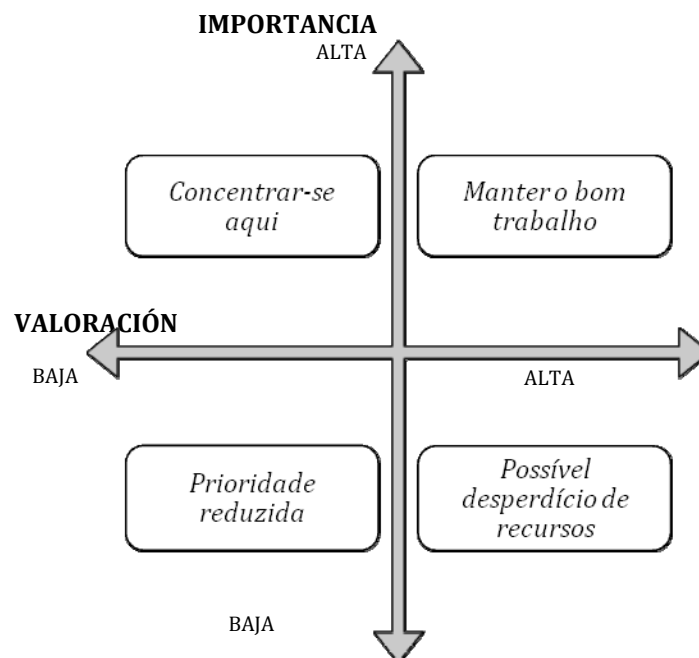 IMPORTANCIA
ALTA
Concentrar-se
aqui
Manter o bom
trabalho
VALORACIÓN
BAJA
ALTA
Prioridade
reduzida
Possível
desperdício de
recursos
BAJA